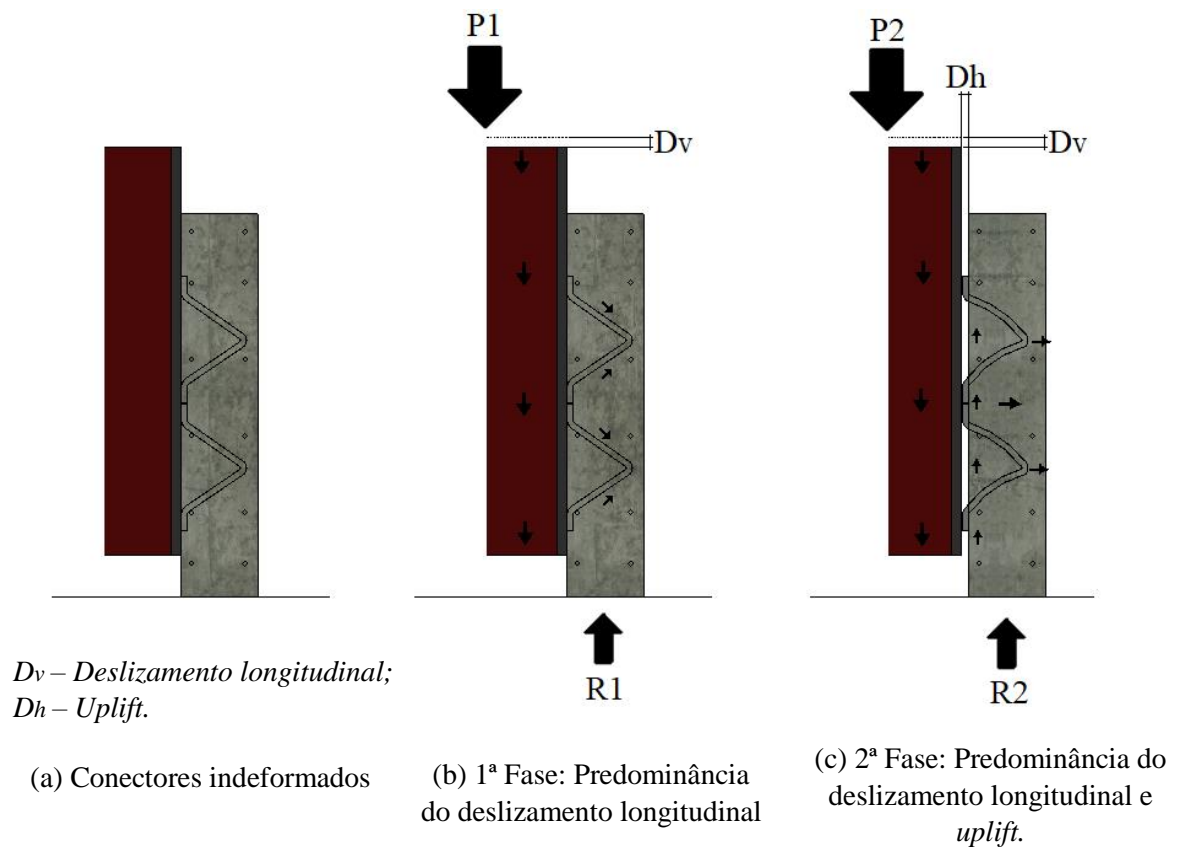 P1
P2
Dh
Dv
Dv
R1
R2
Dv – Deslizamento longitudinal;
Dh – Uplift.
(a) Conectores indeformados
(b) 1ª Fase: Predominância
do deslizamento longitudinal
(c) 2ª Fase: Predominância do
deslizamento longitudinal e
uplift.